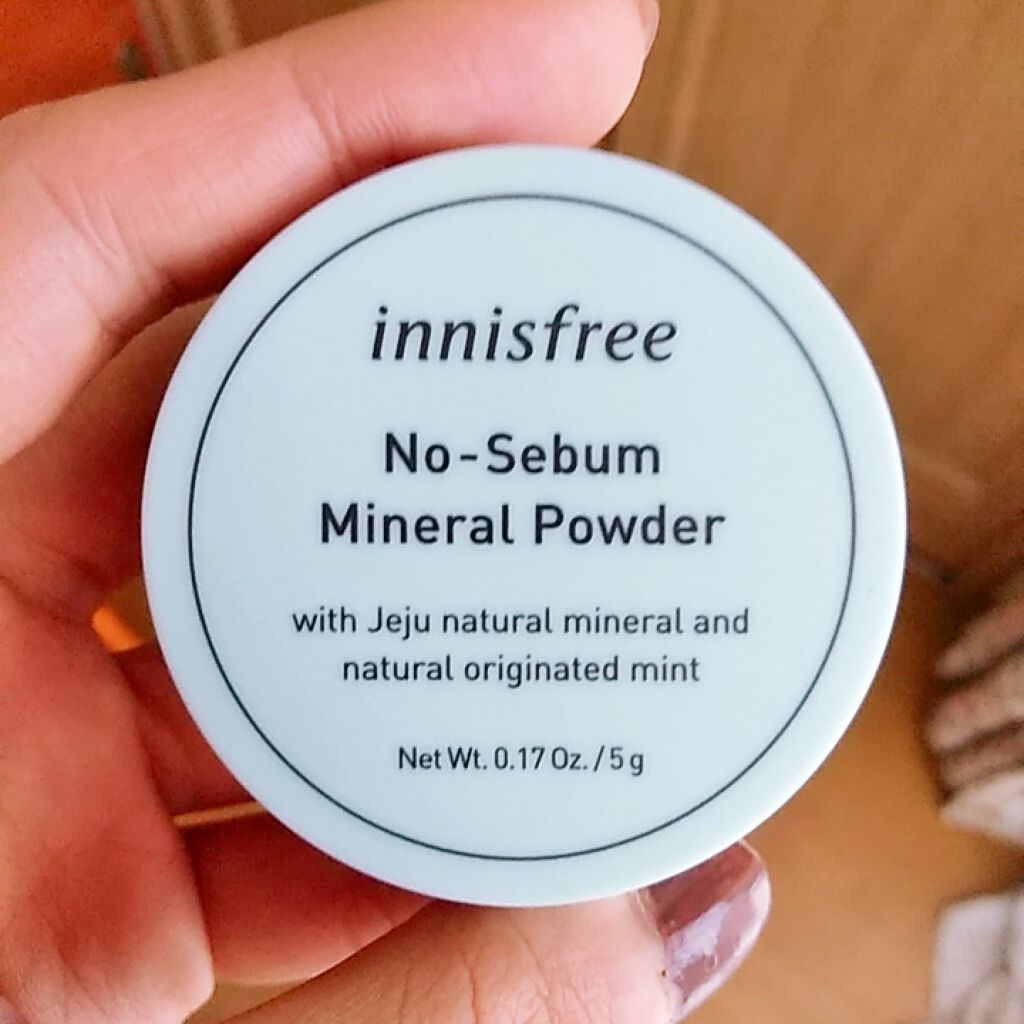 innisfree
No-Sebum
Mineral Powder
with Jeju natural mineral and
natural originated mint
Net Wt. 0.17 Oz. / 5 g